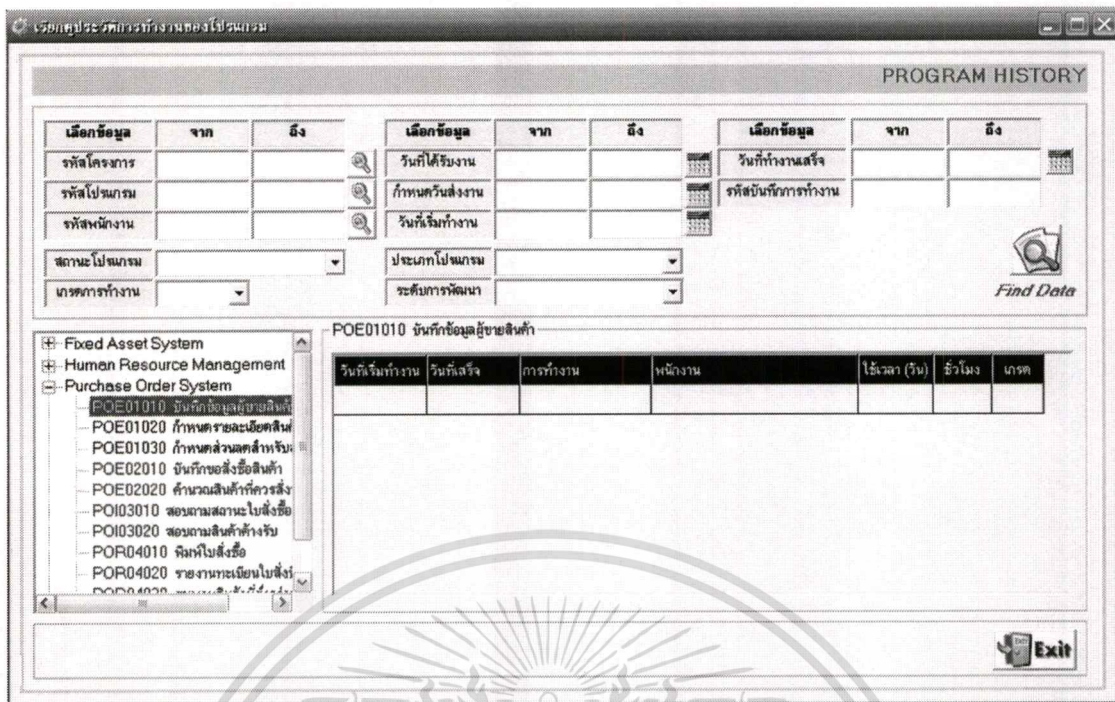 เรียกดูประวัติการทำงานของโปรแกรม
PROGRAM HISTORY
เลือกข้อมูล จาก ถึง เลือกข้อมูล จาก ถึง เลือกข้อมูล จาก ถึง
รหัสโครงการ วันที่ได้รับงาน วันที่ทำงานเสร็จ
รหัสโปรแกรม กำหนดวันส่งงาน รหัสบันทึกการทำงาน
รหัสพนักงาน วันที่เริ่มทำงาน
สถานะโปรแกรม ประเภทโปรแกรม
เกรดการทำงาน ระดับการพัฒนา
Find Data
Fixed Asset System
Human Resource Management
Purchase Order System
POE01010 บันทึกข้อมูลผู้ขายสินค้า
POE01020 กำหนดรายละเอียดสินค้
POE01030 กำหนดส่วนลดสำหรับ
POE02010 บันทึกขอสั่งซื้อสินค้า
POE02020 คำนวณสินค้าที่ควรสั่ง
POI03010 สอบถามสถานะใบสั่งซื้อ
POI03020 สอบถามสินค้าค้างรับ
POR04010 พิมพ์ใบสั่งซื้อ
POR04020 รายงานทะเบียนใบสั่งซ
POE01010 บันทึกข้อมูลผู้ขายสินค้า
วันที่เริ่มทำงาน วันที่เสร็จ การทำงาน พนักงาน ใช้เวลา (วัน) ชั่วโมง เกรด
Exit